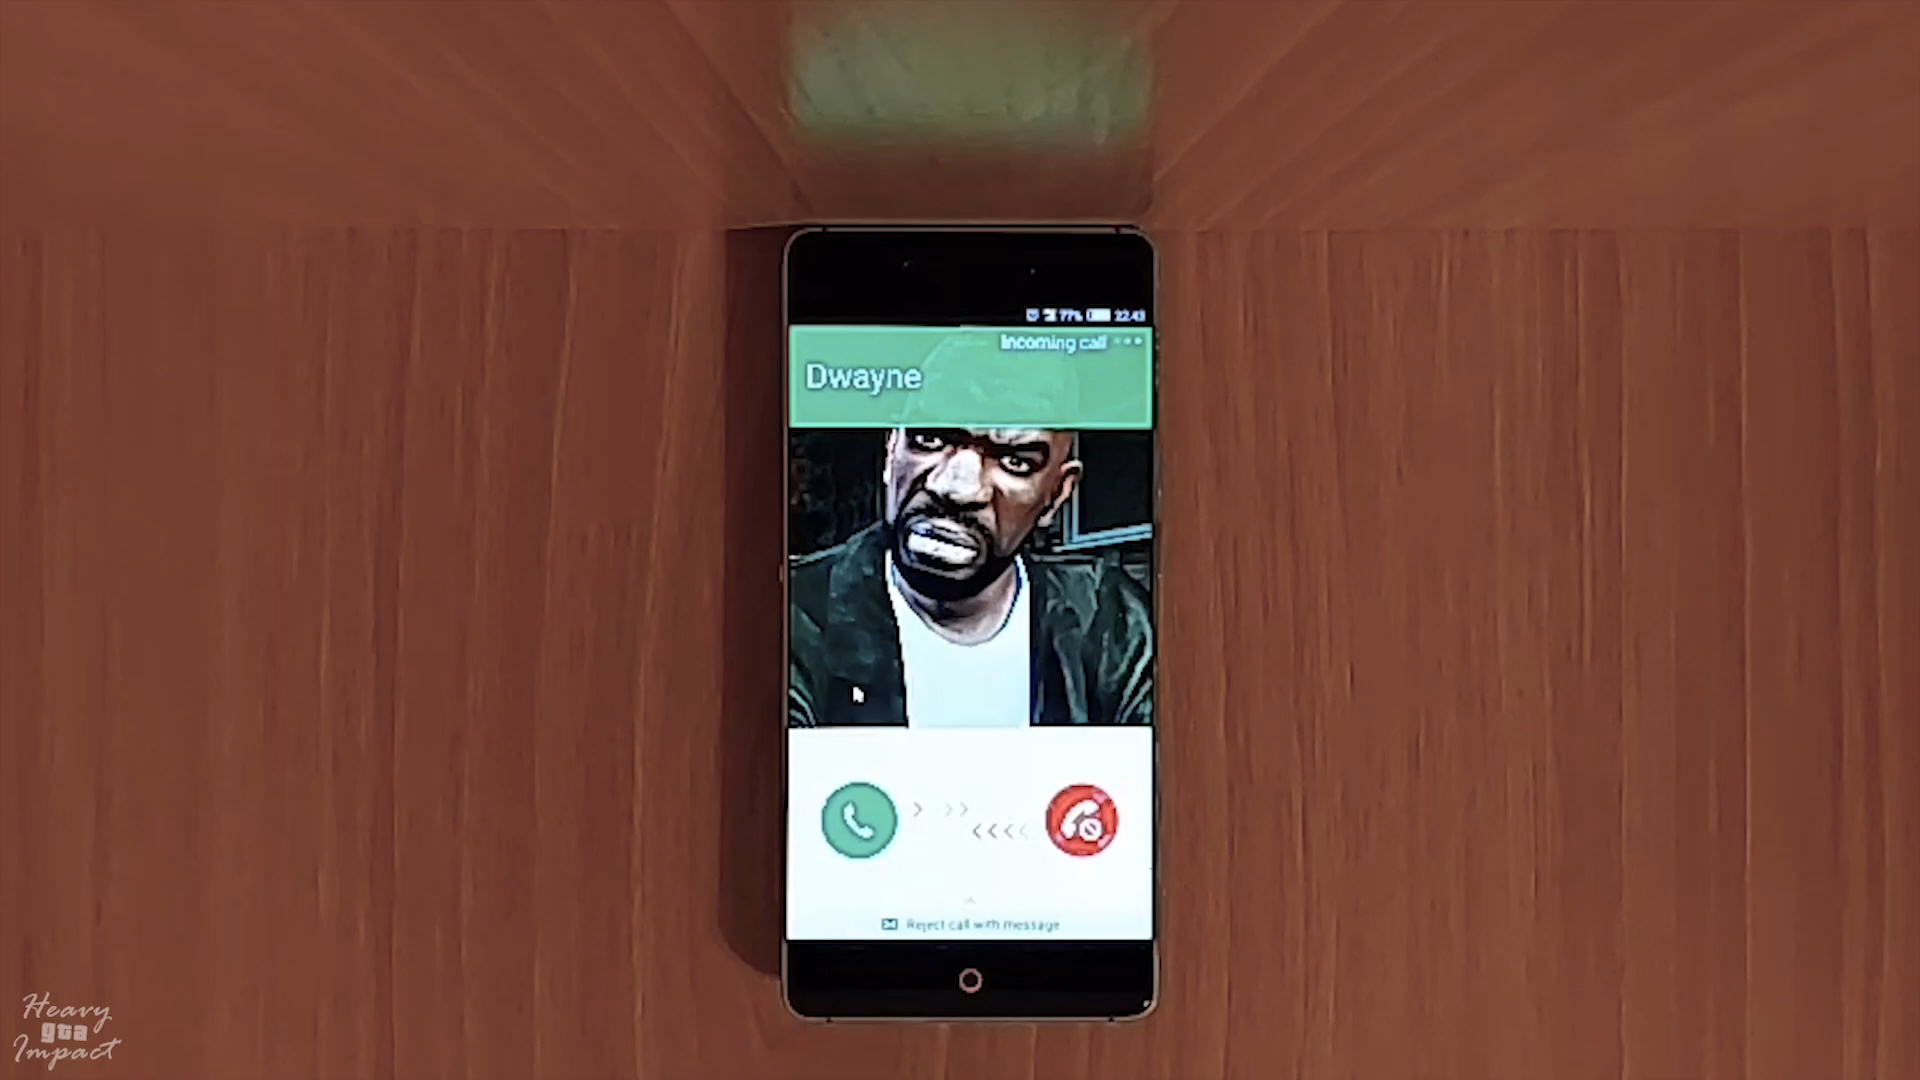 77% 22:43
Incoming call
Dwayne
Reject call with message
Heavy
gta
Impact